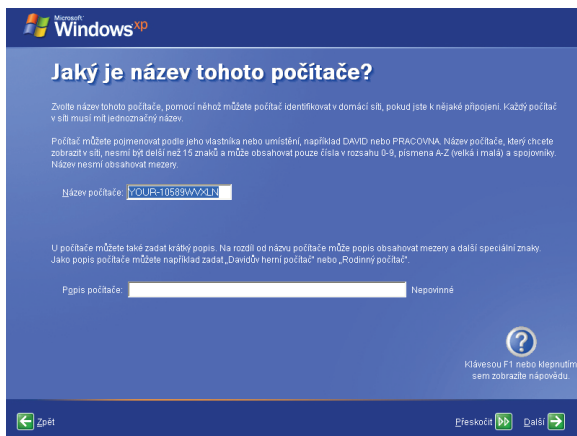 Microsoft
Windows xp
Jaký je název tohoto počítače?
Zvolte název tohoto počítače, pomocí něhož můžete počítač identifikovat v domácí síti, pokud jste k nějaké připojeni. Každý počítač
v síti musí mít jednoznačný název.
Počítač můžete pojmenovat podle jeho vlastníka nebo umístění, například DAVID nebo PRACOVNA. Název počítače, který chcete
zobrazit v síti, nesmí být delší než 15 znaků a může obsahovat pouze čísla v rozsahu 0-9, písmena A-Z (velká i malá) a spojovníky.
Název nesmí obsahovat mezery.
Název počítače: YOUR-10589WVXLN
U počítače můžete také zadat krátký popis. Na rozdíl od názvu počítače může popis obsahovat mezery a další speciální znaky.
Jako popis počítače můžete například zadat „Davidův herní počítač" nebo „Rodinný počítač".
Popis počítače: Nepovinné
Klávesou F1 nebo klepnutím
sem zobrazíte nápovědu.
Zpět Přeskočit Další